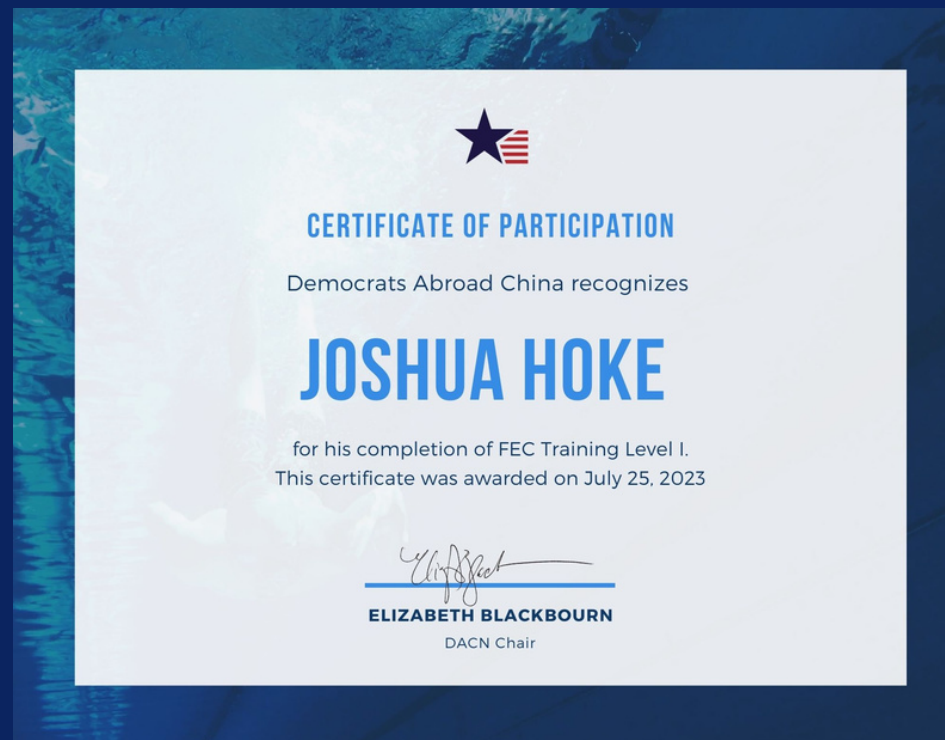 CERTIFICATE OF PARTICIPATION
Democrats Abroad China recognizes
JOSHUA HOKE
for his completion of FEC Training Level I.
This certificate was awarded on July 25, 2023
ELIZABETH BLACKBOURN
DACN Chair